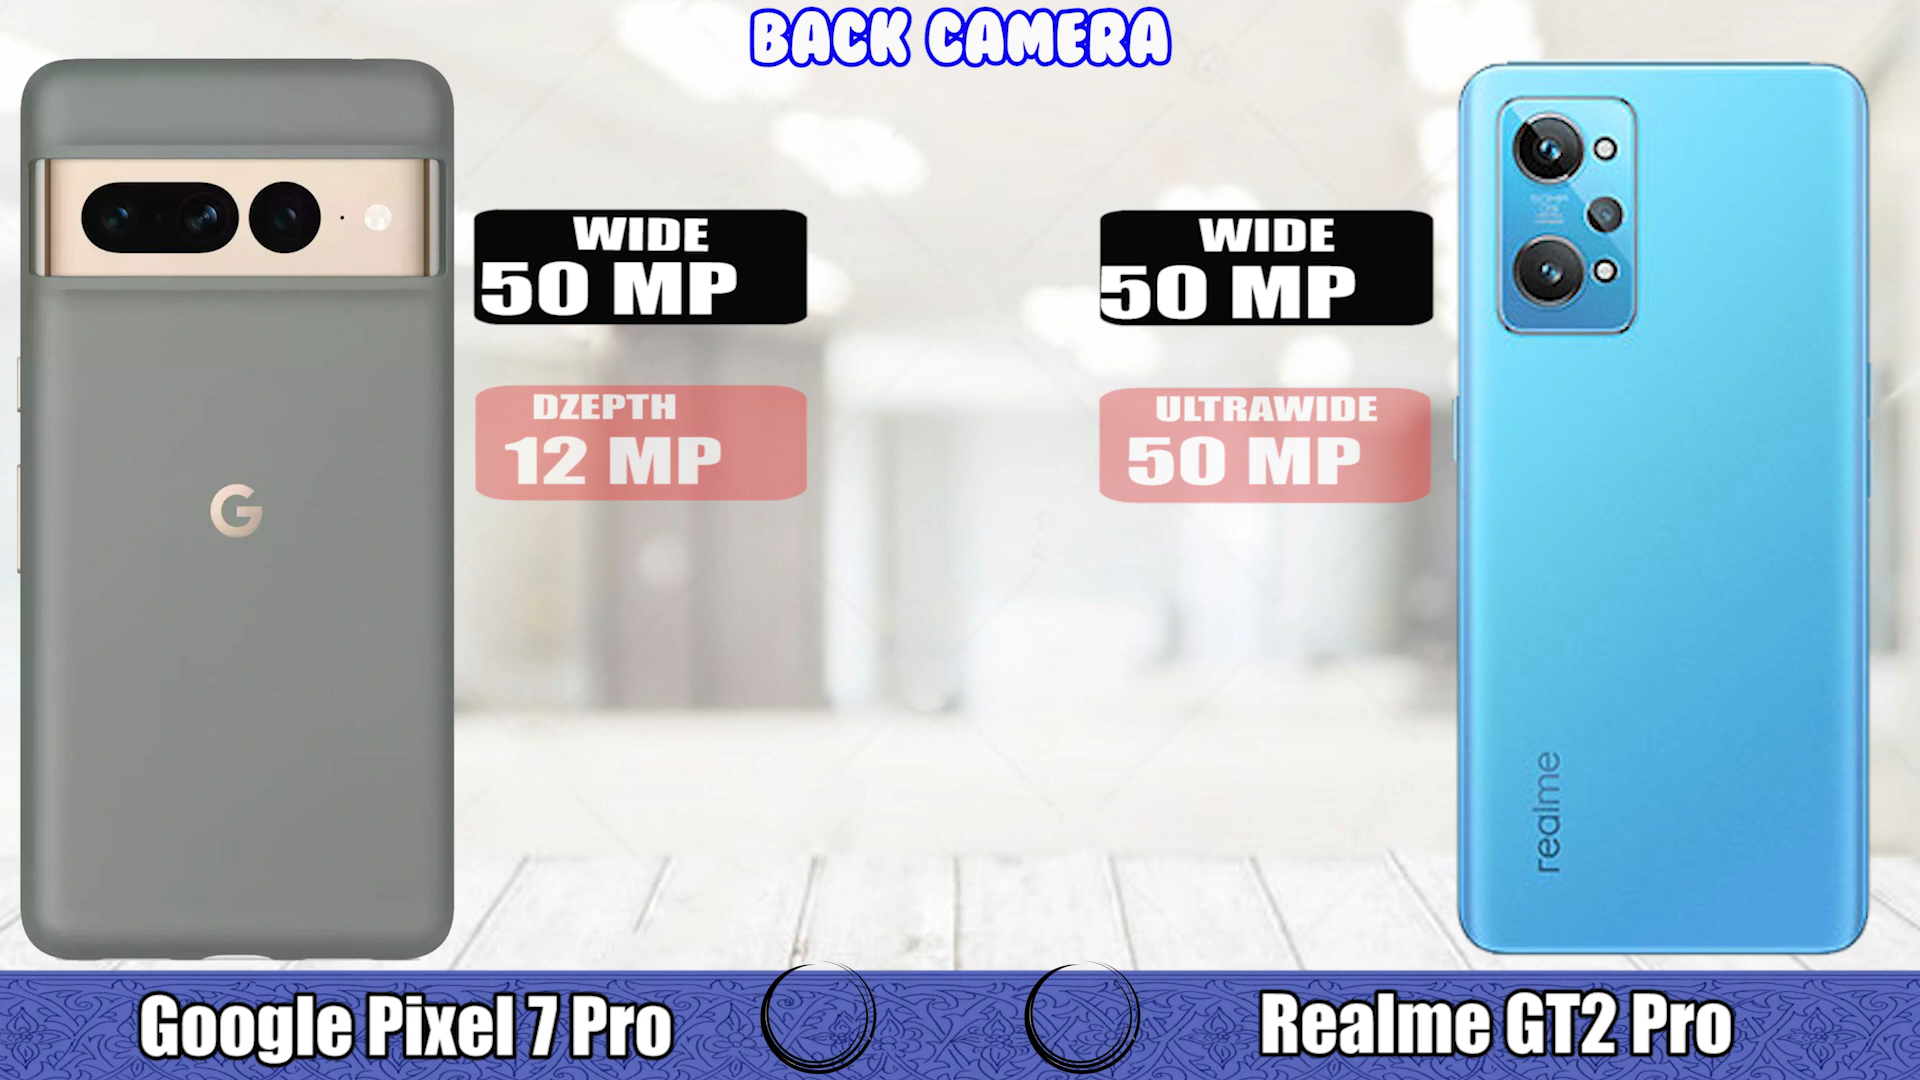 BACK CAMERA
WIDE
50 MP
DZEPTH
12 MP
WIDE
50 MP
ULTRAWIDE
50 MP
G
realme
Google Pixel 7 Pro
Realme GT2 Pro